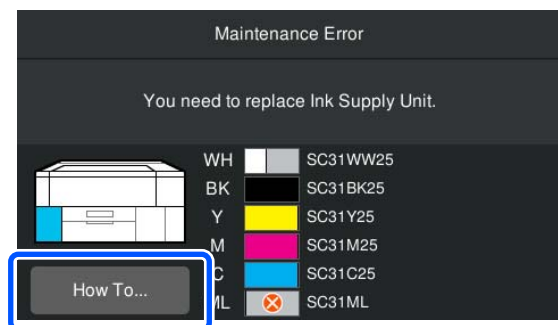 Maintenance Error
You need to replace Ink Supply Unit.
WH SC31WW25
BK SC31BK25
Y SC31Y25
M SC31M25
C SC31C25
ML SC31ML
How To...